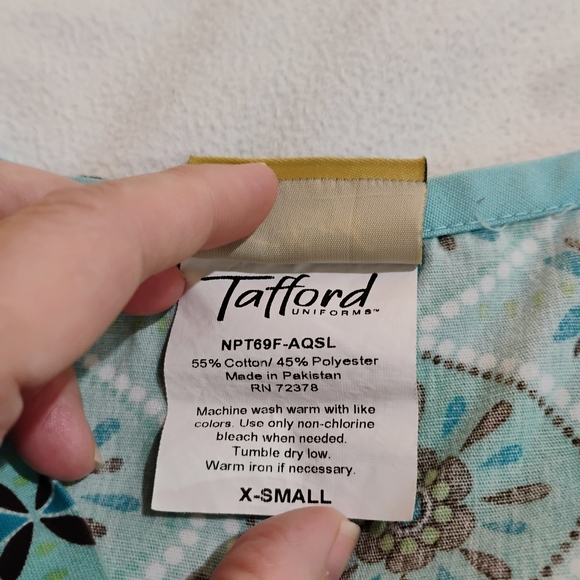 Tafford
UNIFORMS™
NPT69F-AQSL
55% Cotton/ 45% Polyester
Made in Pakistan
RN 72378
Machine wash warm with like
colors. Use only non-chlorine
bleach when needed.
Tumble dry low.
Warm iron if necessary.
X-SMALL